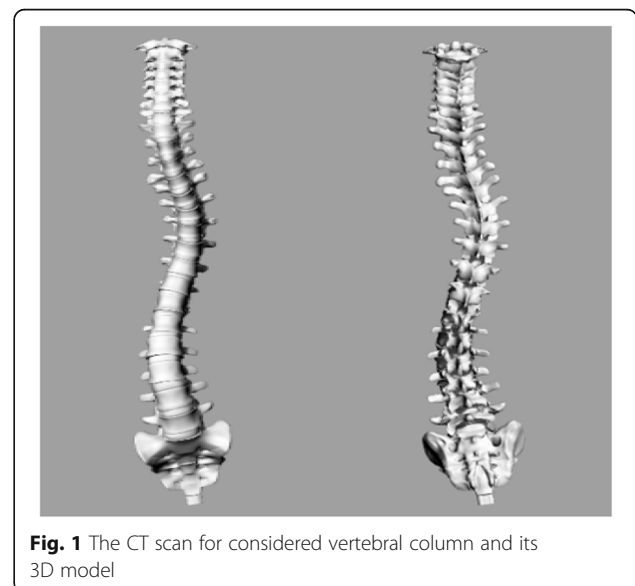 Fig. 1 The CT scan for considered vertebral column and its
3D model